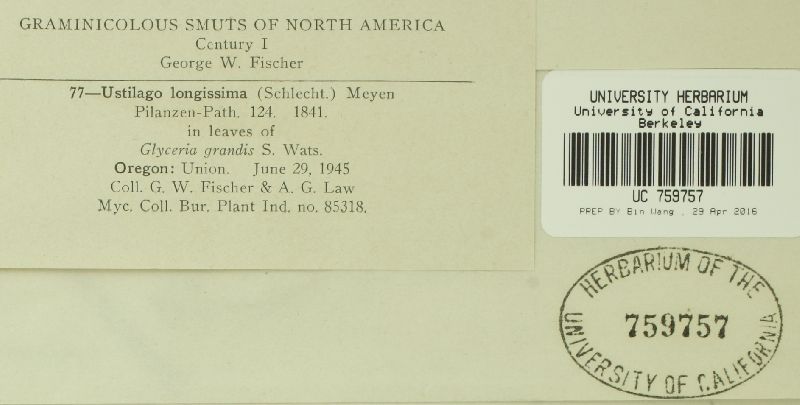 GRAMINICOLOUS SMUTS OF NORTH AMERICA
Century I
George W. Fischer
77—Ustilago longissima (Schlecht.) Meyen
Pilanzen-Path. 124. 1841.
in leaves of
Glyceria grandis S. Wats.
Oregon: Union. June 29, 1945
Coll. G. W. Fischer & A. G. Law
Myc. Coll. Bur. Plant Ind. no. 85318.
UNIVERSITY HERBARIUM
University of California
Berkeley
UC 759757
PREP BY Bin Wang , 29 Apr 2016
HERBARIUM OF THE
759757
UNIVERSITY OF CALIFORNIA